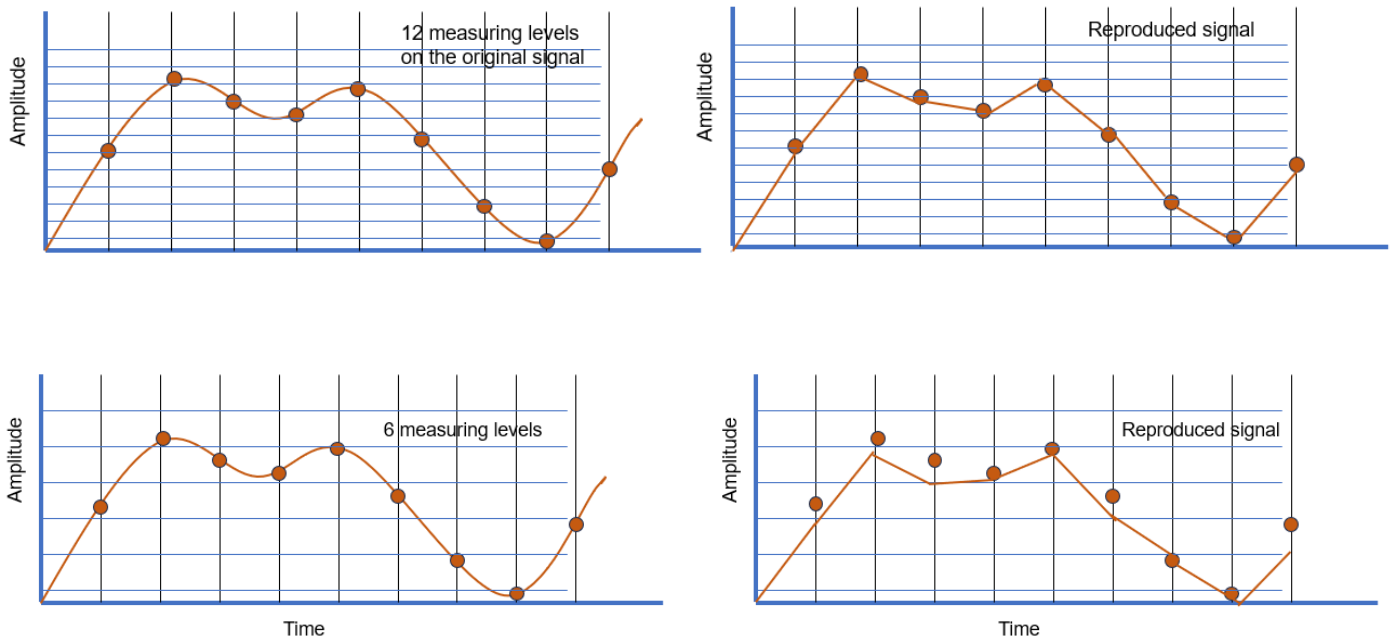 12 measuring levels
on the original signal
Amplitude
Reproduced signal
Amplitude
6 measuring levels
Amplitude
Time
Reproduced signal
Amplitude
Time